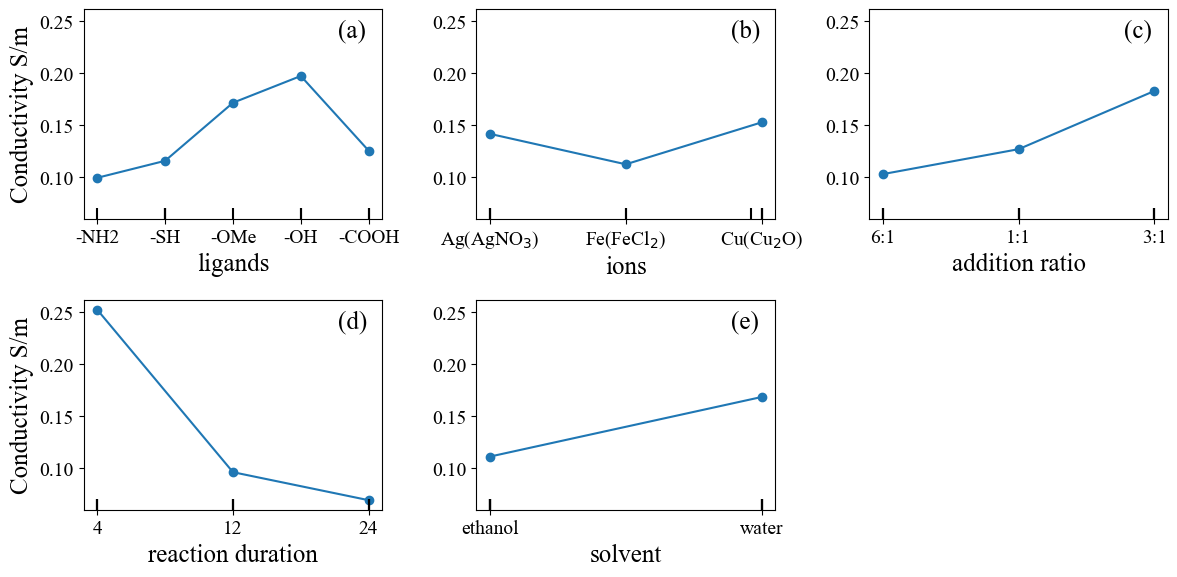 Conductivity S/m
0.25
0.20
0.15
0.10
(a)
-NH2 -SH -OMe -OH -COOH
ligands
0.25
0.20
0.15
0.10
(b)
Ag(AgNO₃) Fe(FeCl₂) Cu(Cu₂O)
ions
0.25
0.20
0.15
0.10
(c)
6:1 1:1 3:1
addition ratio
Conductivity S/m
0.25
0.20
0.15
0.10
(d)
4 12 24
reaction duration
0.25
0.20
0.15
0.10
(e)
ethanol water
solvent